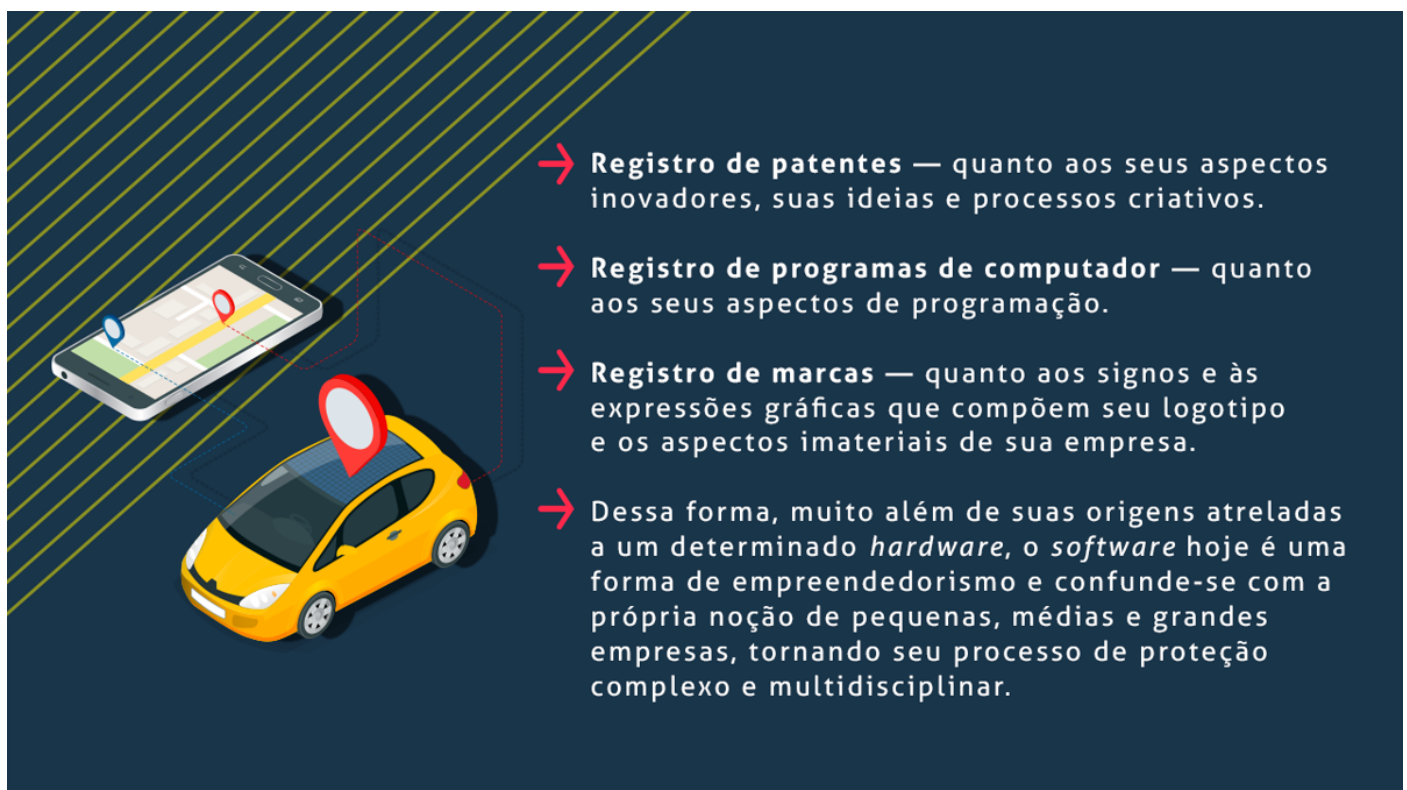 Registro de patentes — quanto aos seus aspectos
inovadores, suas ideias e processos criativos.
Registro de programas de computador — quanto
aos seus aspectos de programação.
Registro de marcas — quanto aos signos e às
expressões gráficas que compõem seu logotipo
e os aspectos imateriais de sua empresa.
Dessa forma, muito além de suas origens atreladas
a um determinado hardware, o software hoje é uma
forma de empreendedorismo e confunde-se com a
própria noção de pequenas, médias e grandes
empresas, tornando seu processo de proteção
complexo e multidisciplinar.